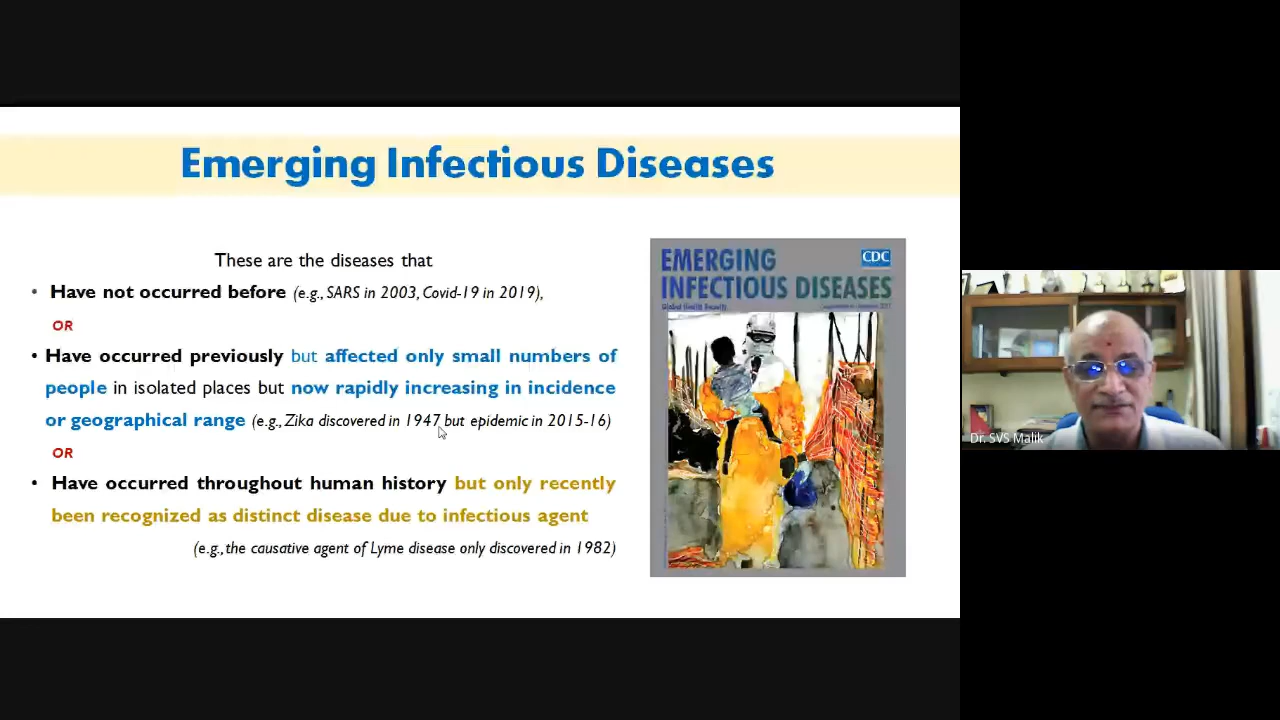 Emerging Infectious Diseases
These are the diseases that
• Have not occurred before (e.g., SARS in 2003, Covid-19 in 2019),
OR
• Have occurred previously but affected only small numbers of
people in isolated places but now rapidly increasing in incidence
or geographical range (e.g., Zika discovered in 1947 but epidemic in 2015-16)
OR
• Have occurred throughout human history but only recently
been recognized as distinct disease due to infectious agent
(e.g., the causative agent of Lyme disease only discovered in 1982)
EMERGING
CDC
INFECTIOUS DISEASES
Global Health Security
Dr. SVS Malik